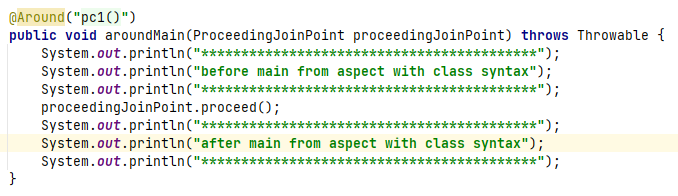 @Around("pc1()")
public void aroundMain(ProceedingJoinPoint proceedingJoinPoint) throws Throwable {
    System.out.println("******************************************");
    System.out.println("before main from aspect with class syntax");
    System.out.println("******************************************");
    proceedingJoinPoint.proceed();
    System.out.println("******************************************");
    System.out.println("after main from aspect with class syntax");
    System.out.println("******************************************");
}